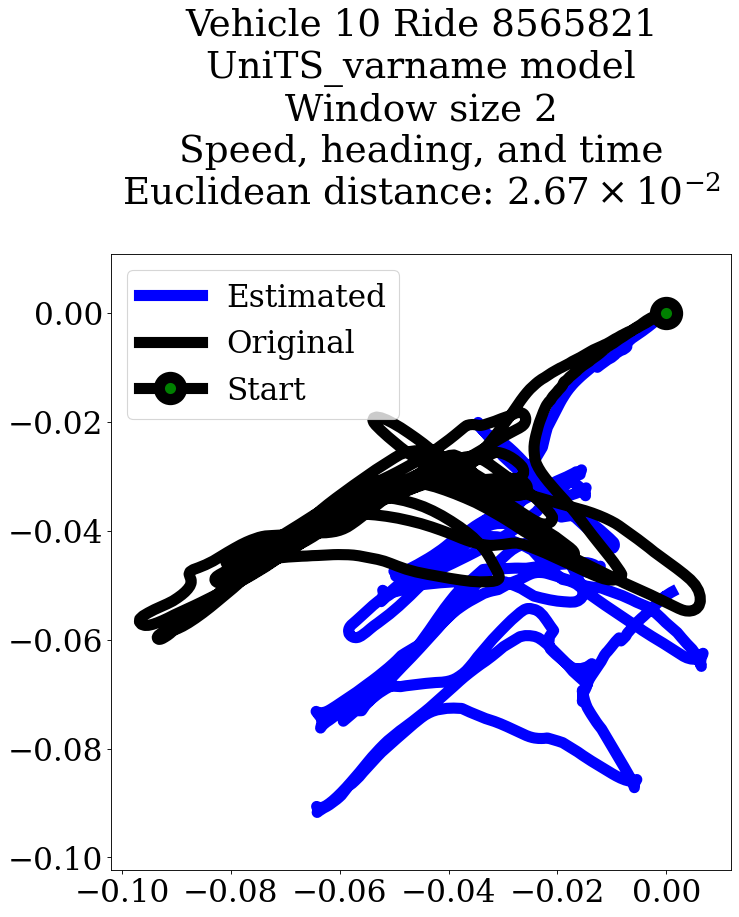 Vehicle 10 Ride 8565821
UniTS_varname model
Window size 2
Speed, heading, and time
Euclidean distance: 2.67 × 10⁻²
Estimated
Original
Start
0.00
−0.02
−0.04
−0.06
−0.08
−0.10
−0.10 −0.08 −0.06 −0.04 −0.02 0.00